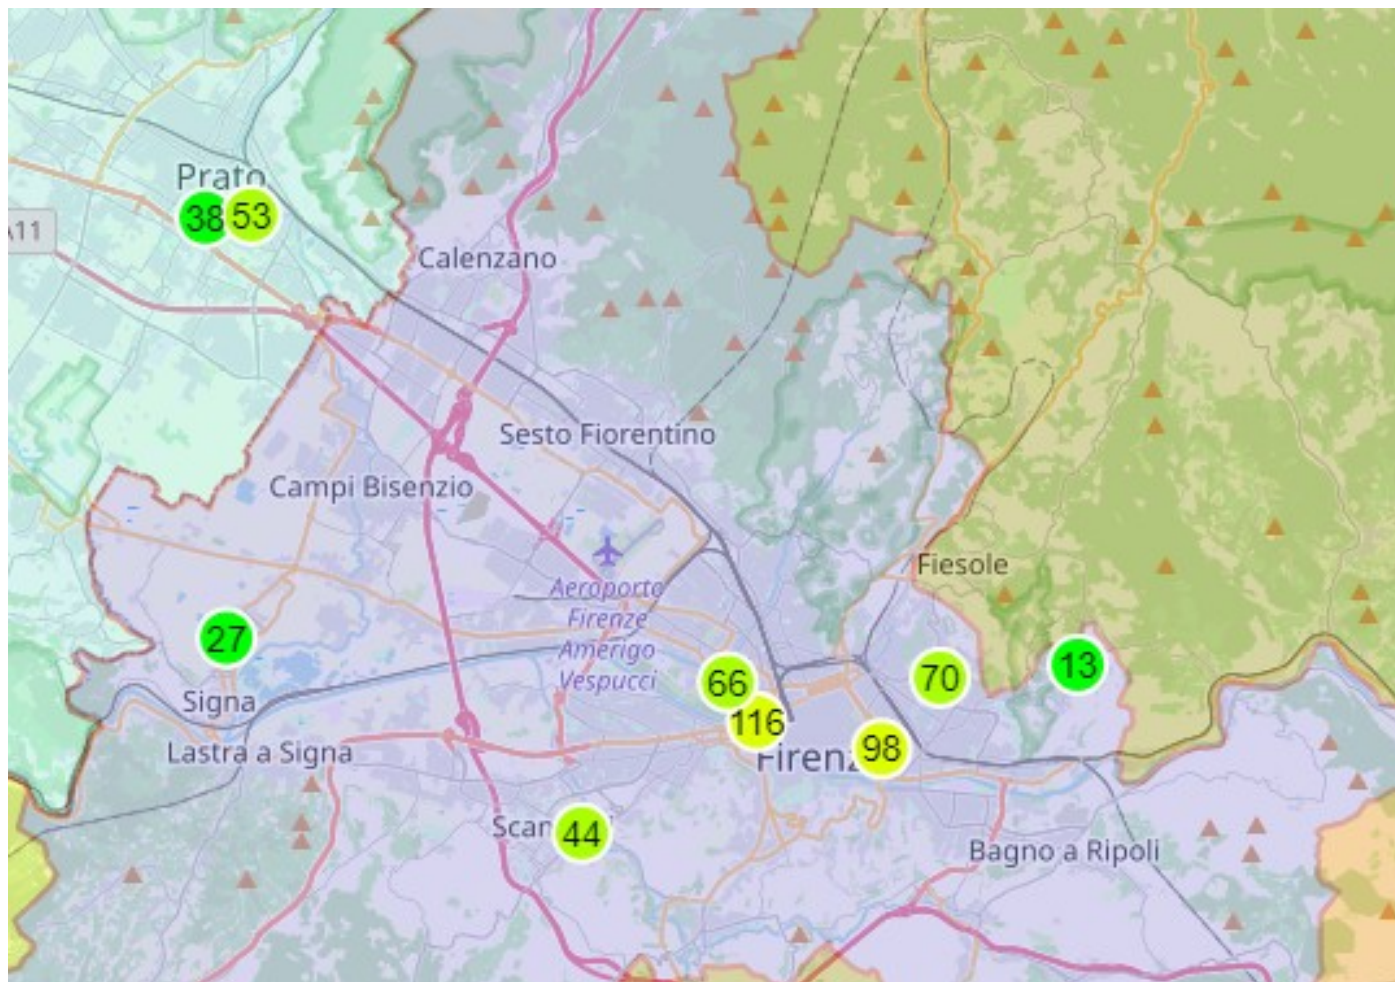 Prato
38
53
A11
Calenzano
Sesto Fiorentino
Campi Bisenzio
Aeroporto
Firenze
Amerigo
Vespucci
Fiesole
27
66
70
13
Signa
116
98
Lastra a Signa
Firenz
44
Bagno a Ripoli